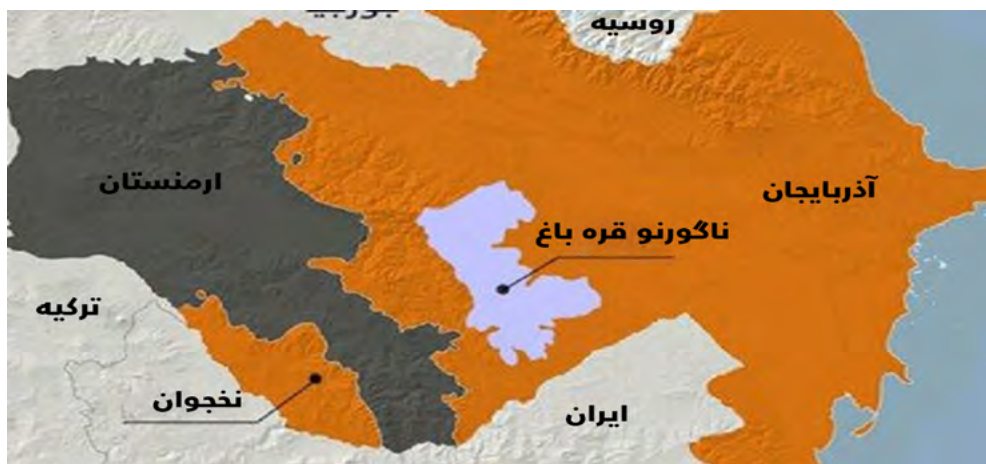 روسیه
ارمنستان
آذربایجان
ناگورنو قره باغ
ترکیه
نخجوان
ایران